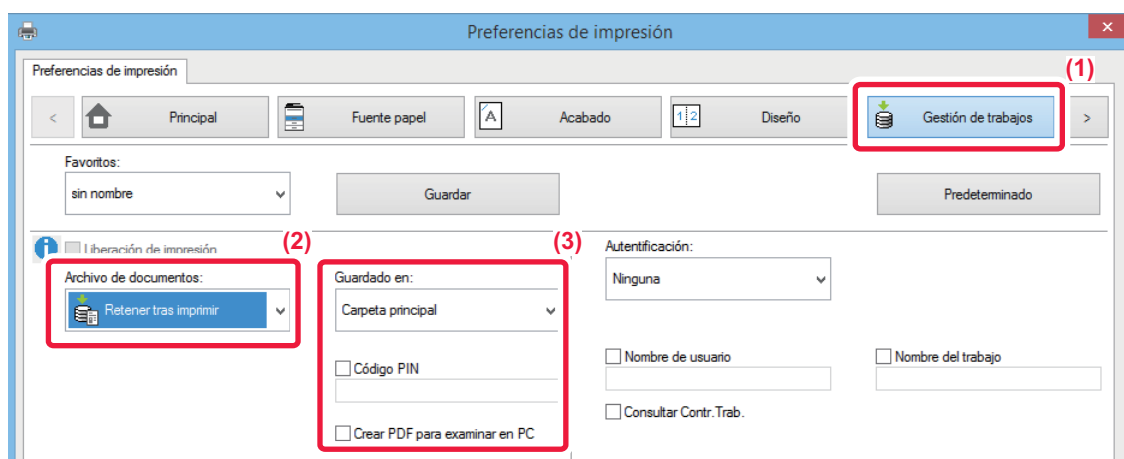 Preferencias de impresión
×
Preferencias de impresión
(1)
< Principal Fuente papel A Acabado 1 2 Diseño Gestión de trabajos >
Favoritos:
sin nombre Guardar Predeterminado
Liberación de impresión (2) (3) Autentificación:
Archivo de documentos: Guardado en: Ninguna
Retener tras imprimir Carpeta principal
Código PIN Nombre de usuario Nombre del trabajo
Consultar Contr.Trab.
Crear PDF para examinar en PC